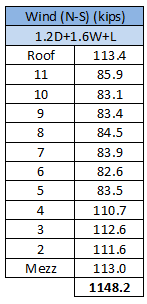 Wind (N-S) (kips)
1.2D+1.6W+L
Roof 113.4
11 85.9
10 83.1
9 83.4
8 84.5
7 83.9
6 82.6
5 83.5
4 110.7
3 112.6
2 111.6
Mezz 113.0
1148.2